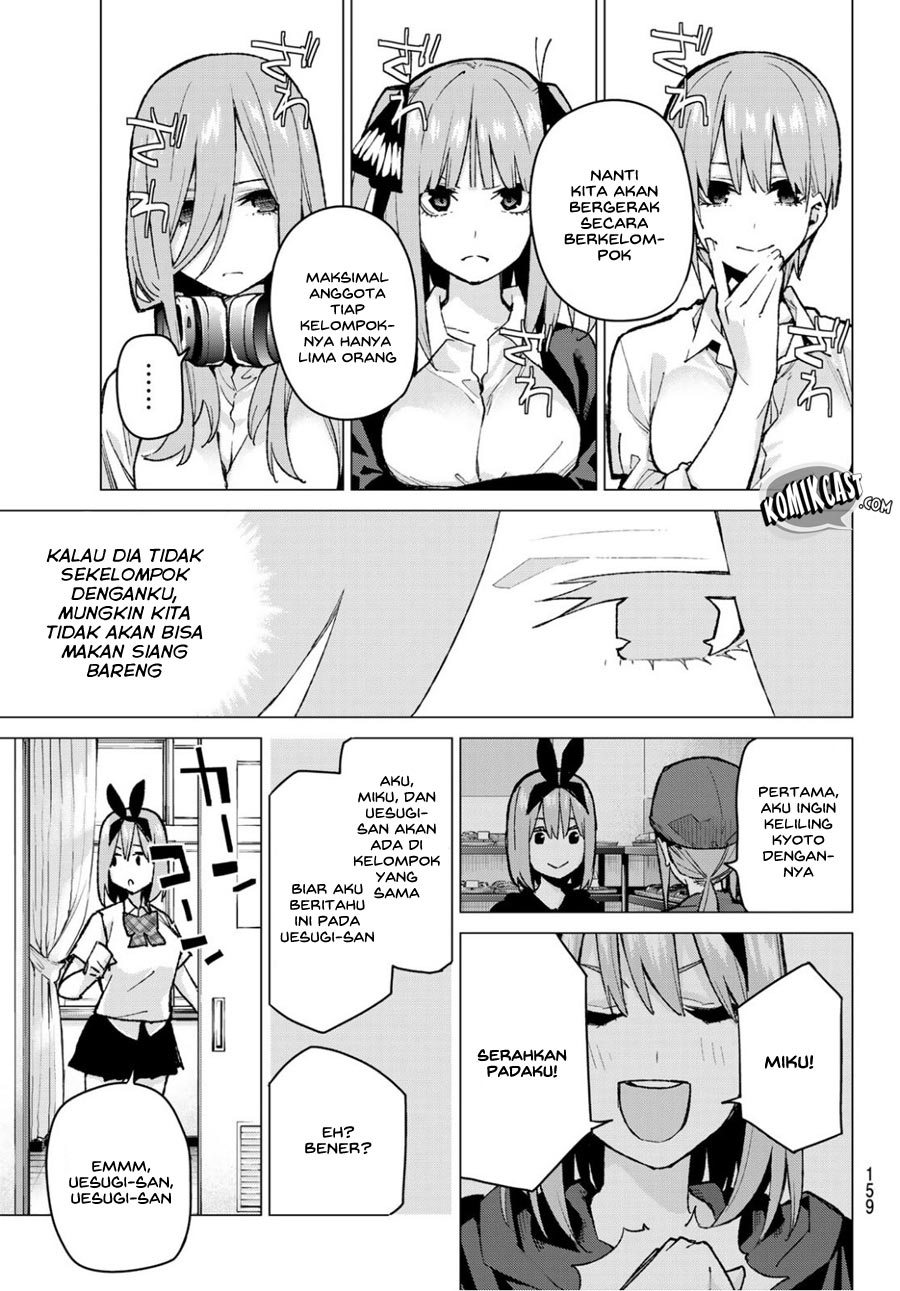 NANTI
KITA AKAN
BERGERAK
SECARA
BERKELOM-
POK
MAKSIMAL
ANGGOTA
TIAP
KELOMPOK-
NYA HANYA
LIMA ORANG
......
KOMIKCAST.COM
KALAU DIA TIDAK
SEKELOMPOK
DENGANKU,
MUNGKIN KITA
TIDAK AKAN BISA
MAKAN SIANG
BARENG
PERTAMA,
AKU INGIN
KELILING
KYOTO
DENGAN-
NYA
MIKU!
SERAHKAN
PADAKU!
AKU,
MIKU, DAN
UESUGI-
SAN AKAN
ADA DI
KELOMPOK
YANG
SAMA
BIAR AKU
BERITAHU
INI PADA
UESUGI-SAN
EH?
BENER?
EMMM,
UESUGI-SAN,
UESUGI-SAN
159